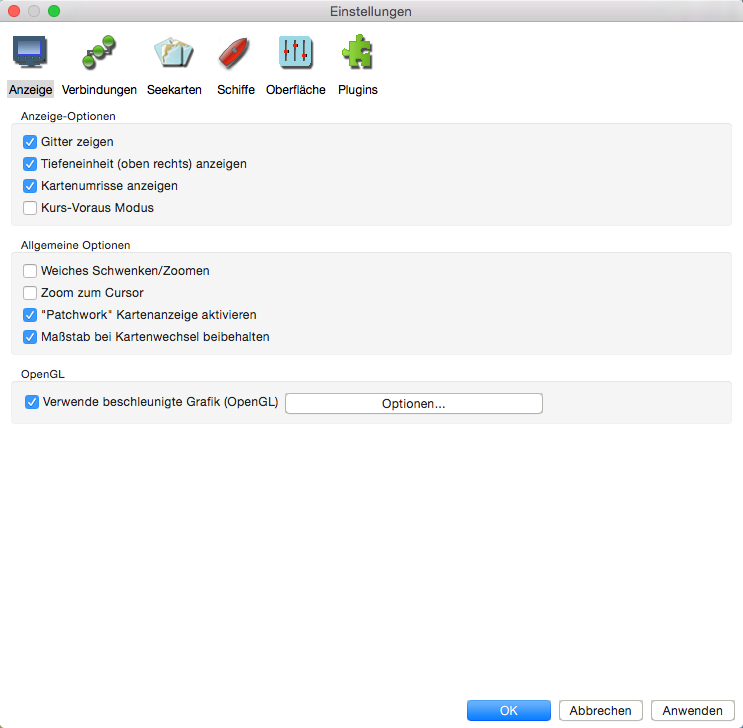 Einstellungen
Anzeige Verbindungen Seekarten Schiffe Oberfläche Plugins
Anzeige-Optionen
Gitter zeigen
Tiefeneinheit (oben rechts) anzeigen
Kartenumrisse anzeigen
Kurs-Voraus Modus
Allgemeine Optionen
Weiches Schwenken/Zoomen
Zoom zum Cursor
"Patchwork" Kartenanzeige aktivieren
Maßstab bei Kartenwechsel beibehalten
OpenGL
Verwende beschleunigte Grafik (OpenGL) Optionen...
OK Abbrechen Anwenden